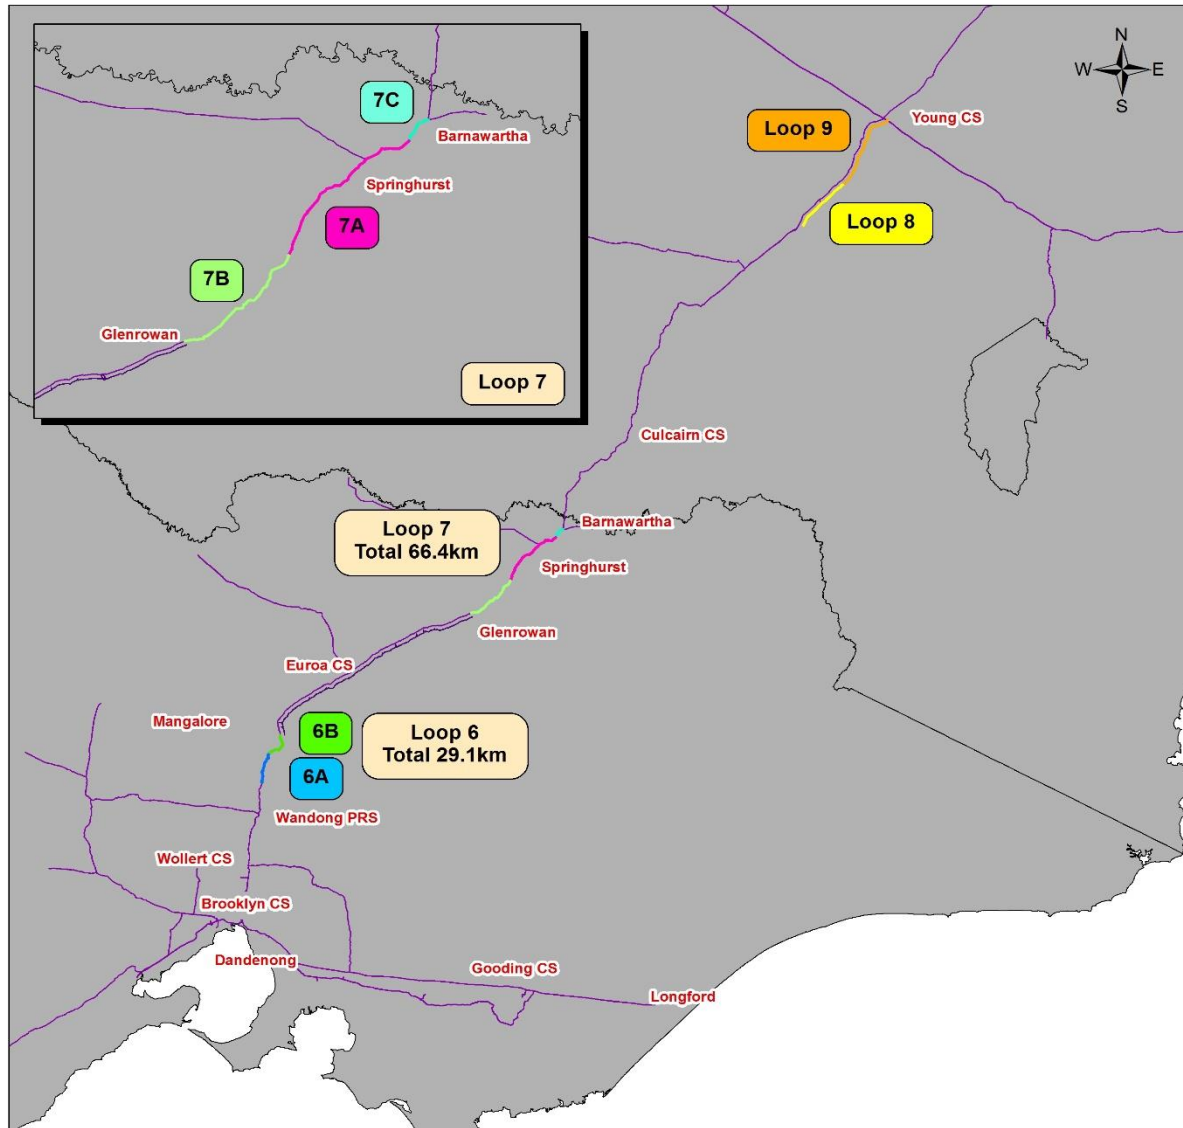 N
W
E
S
7C
Barnawartha
Springhurst
7A
7B
Glenrowan
Loop 7
Loop 9
Young CS
Loop 8
Culcairn CS
Loop 7
Total 66.4km
Barnawartha
Springhurst
Glenrowan
Euroa CS
Mangalore
6B
Loop 6
Total 29.1km
6A
Wandong PRS
Wollert CS
Brooklyn CS
Dandenong
Gooding CS
Longford